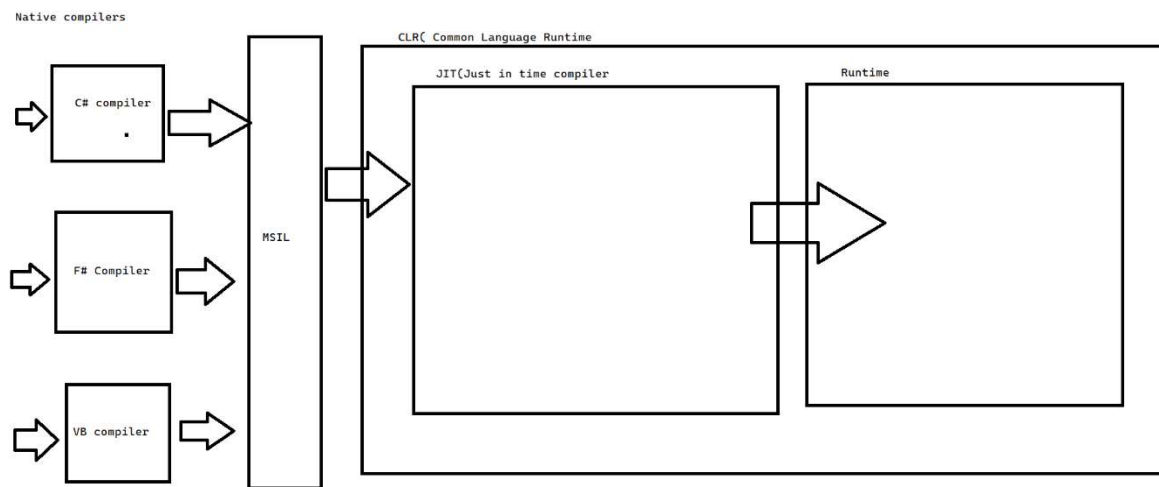 Native compilers
CLR( Common Language Runtime
JIT(Just in time compiler
Runtime
C# compiler
MSIL
F# Compiler
VB compiler